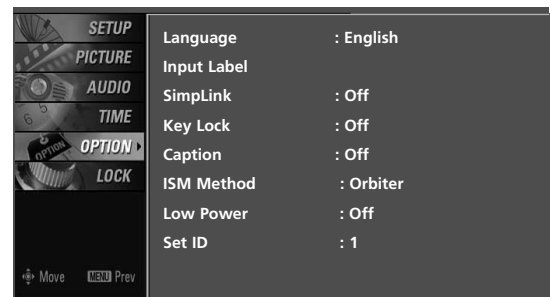 SETUP
PICTURE
AUDIO
TIME
OPTION
OPTION
LOCK
Move MENU Prev
Language : English
Input Label
SimpLink : Off
Key Lock : Off
Caption : Off
ISM Method : Orbiter
Low Power : Off
Set ID : 1